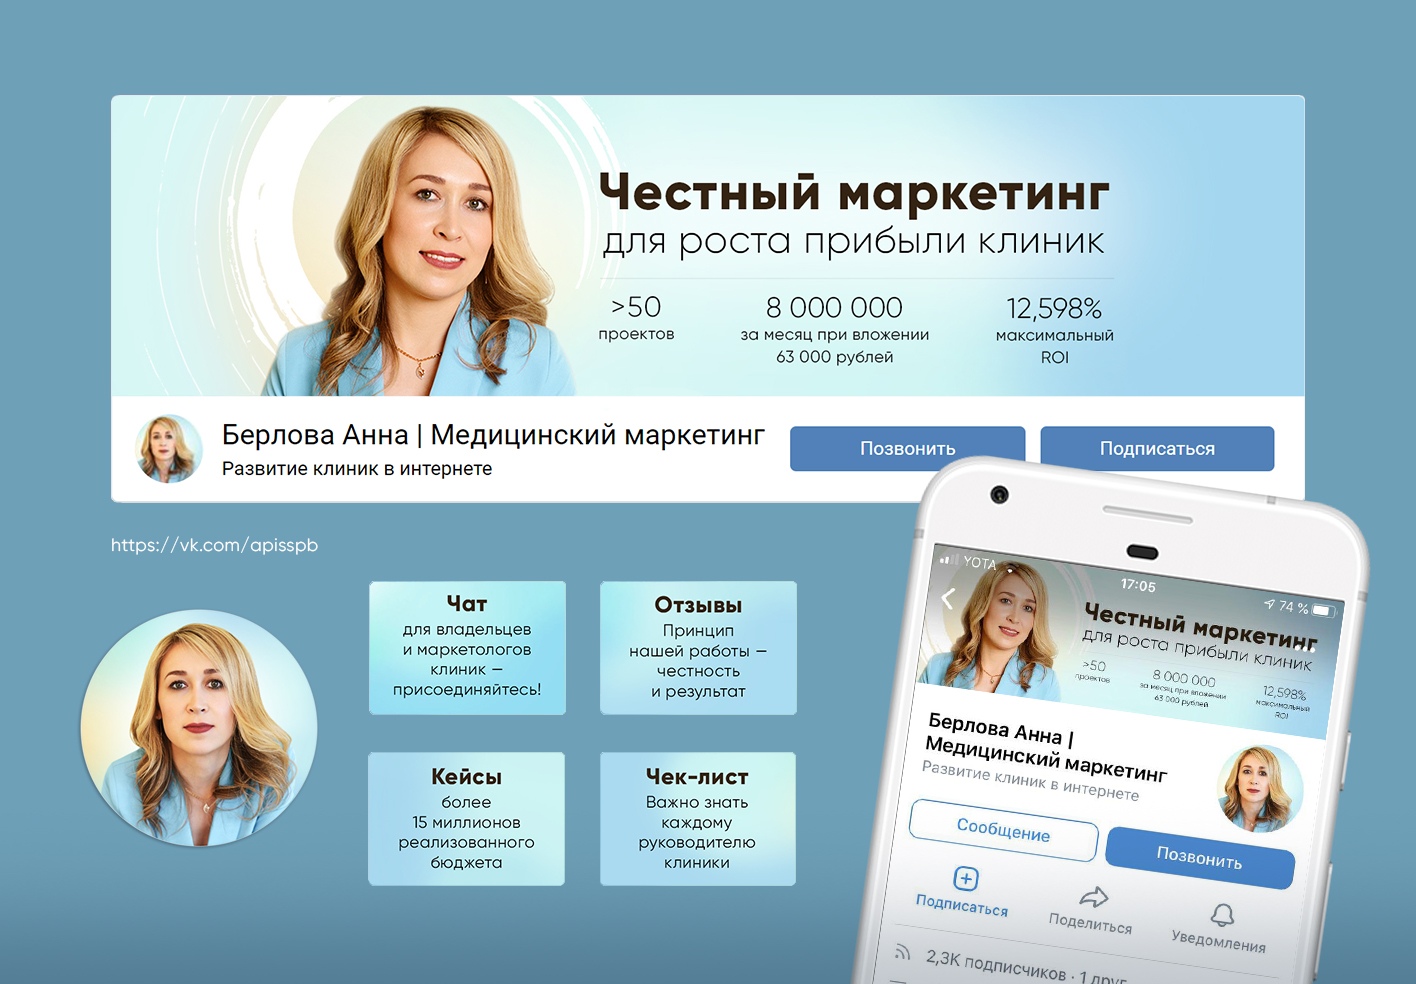 Честный маркетинг
для роста прибыли клиник
>50
проектов
8 000 000
за месяц при вложении
63 000 рублей
12,598%
максимальный
ROI
Берлова Анна | Медицинский маркетинг
Развитие клиник в интернете
Позвонить
Подписаться
https://vk.com/apisspb
Чат
для владельцев
и маркетологов
клиник –
присоединяйтесь!
Отзывы
Принцип
нашей работы –
честность
и результат
Кейсы
более
15 миллионов
реализованного
бюджета
Чек-лист
Важно знать
каждому
руководителю
клиники
YOTA
17:05
74 %
Честный маркетинг
для роста прибыли клиник
>50
проектов
8 000 000
за месяц при вложении
63 000 рублей
12,598%
максимальный
ROI
Берлова Анна |
Медицинский маркетинг
Развитие клиник в интернете
Сообщение
Позвонить
Подписаться
Поделиться
Уведомления
2,3K подписчиков · 1 друг